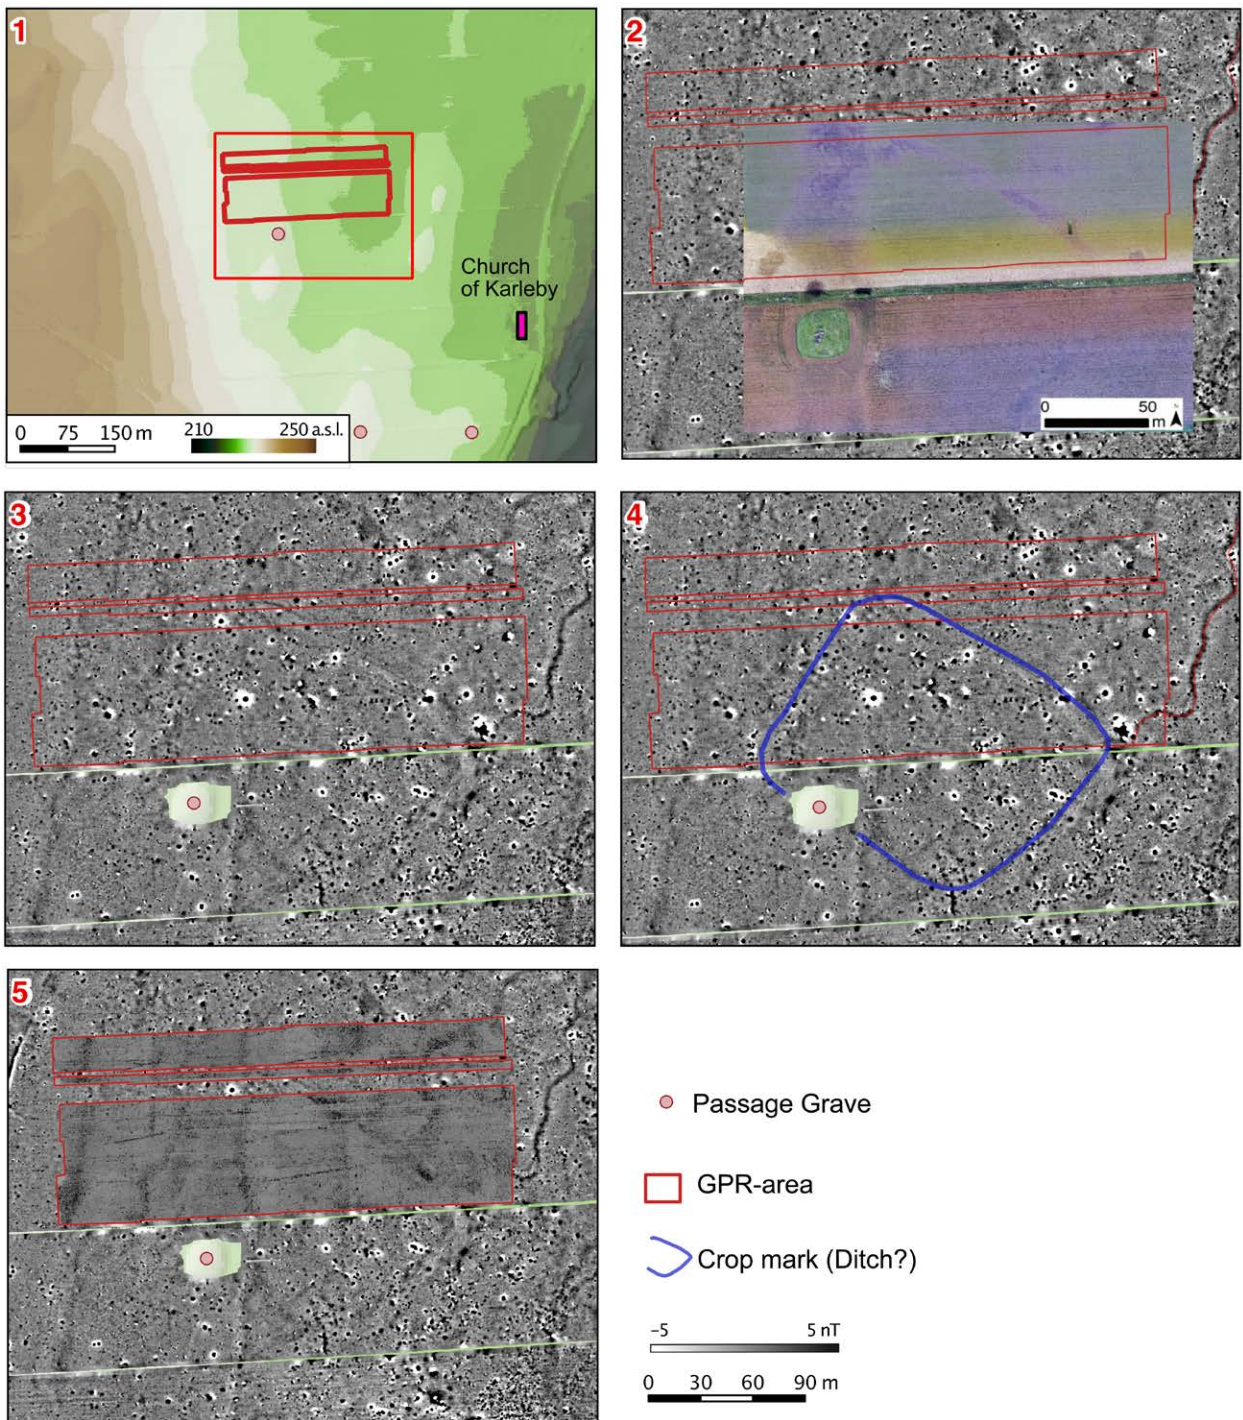 1
Church
of Karleby
0 75 150 m
210 250 a.s.l.
2
0 50
m
N
3
4
5
Passage Grave
GPR-area
Crop mark (Ditch?)
–5 5 nT
0 30 60 90 m